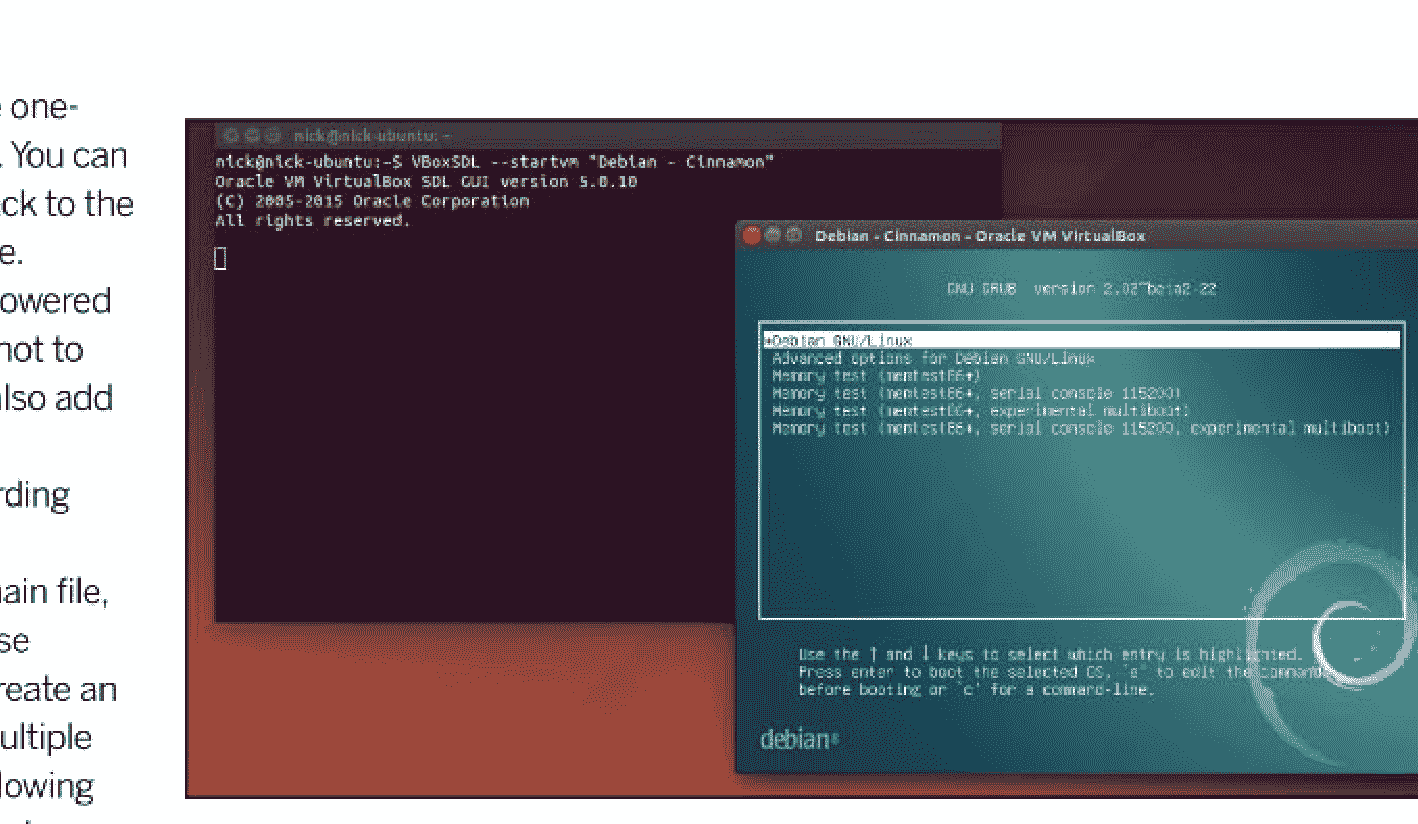 one-
. You can
ck to the
e.
owered
not to
also add
rding
ain file,
se
reate an
ultiple
lowing
nick@nick-ubuntu: ~
nick@nick-ubuntu:~$ VBoxSDL --startvm "Debian - Cinnamon"
Oracle VM VirtualBox SDL GUI version 5.0.10
(C) 2005-2015 Oracle Corporation
All rights reserved.
Debian - Cinnamon - Oracle VM VirtualBox
GNU GRUB version 2.02~beta2-22
*Debian GNU/Linux
Advanced options for Debian GNU/Linux
Memory test (memtest86+)
Memory test (memtest86+, serial console 115200)
Memory test (memtest86+, experimental multiboot)
Memory test (memtest86+, serial console 115200, experimental multiboot)
Use the ↑ and ↓ keys to select which entry is highlighted.
Press enter to boot the selected OS, `e' to edit the commands
before booting or `c' for a command-line.
debian 8